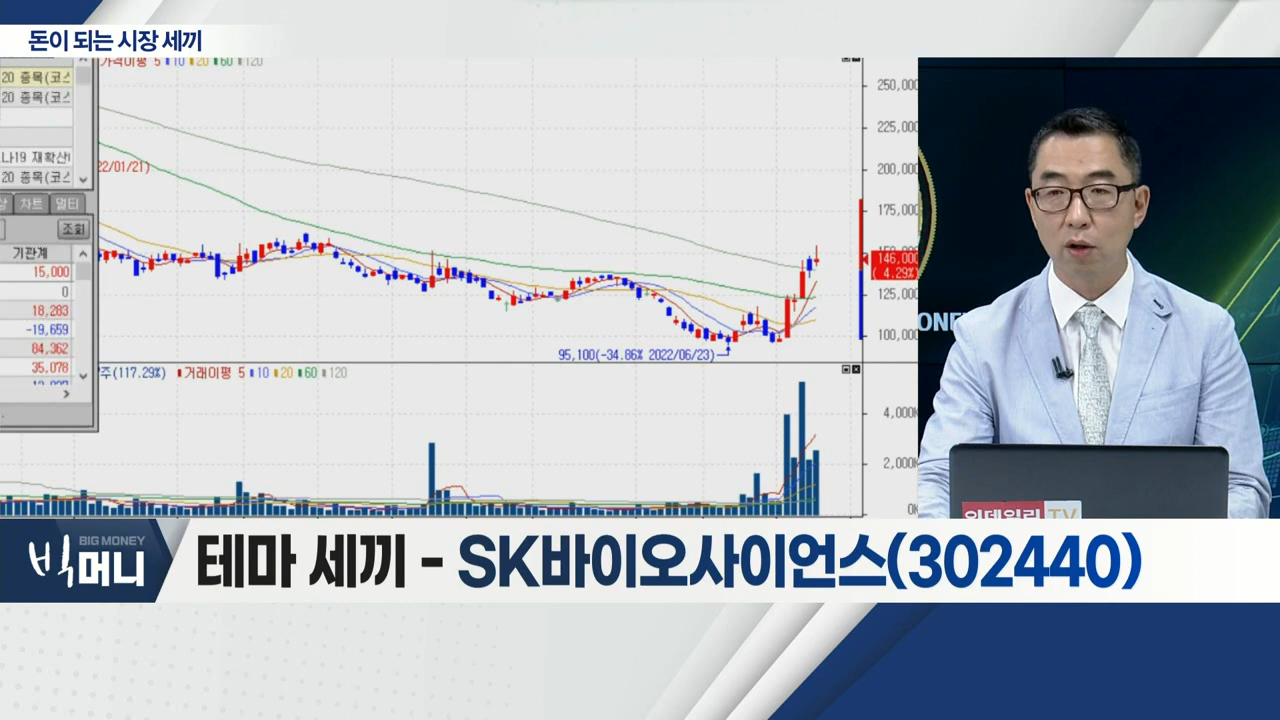 돈이 되는 시장 세끼
가격이평 5 10 20 60 120
20 종목(코스
20 종목(코스
나19 재확산
20 종목(코스
차트 멀티
조회
기관계
15,000
0
18,283
-19,659
84,362
35,078
22/01/21)
250,000
225,000
200,000
175,000
150,000
146,000
( 4.29%)
125,000
100,000
95,100(-34.86% 2022/06/23)
주(117.29%) 거래이평 5 10 20 60 120
4,000K
2,000K
0K
ONE
이데일리TV
BIG MONEY
빅머니
테마 세끼 - SK바이오사이언스(302440)